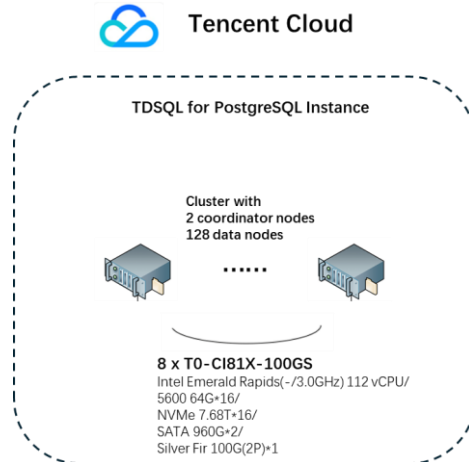 Tencent Cloud
TDSQL for PostgreSQL Instance
Cluster with
2 coordinator nodes
128 data nodes
......
8 x T0-CI81X-100GS
Intel Emerald Rapids(-/3.0GHz) 112 vCPU/
5600 64G*16/
NVMe 7.68T*16/
SATA 960G*2/
Silver Fir 100G(2P)*1